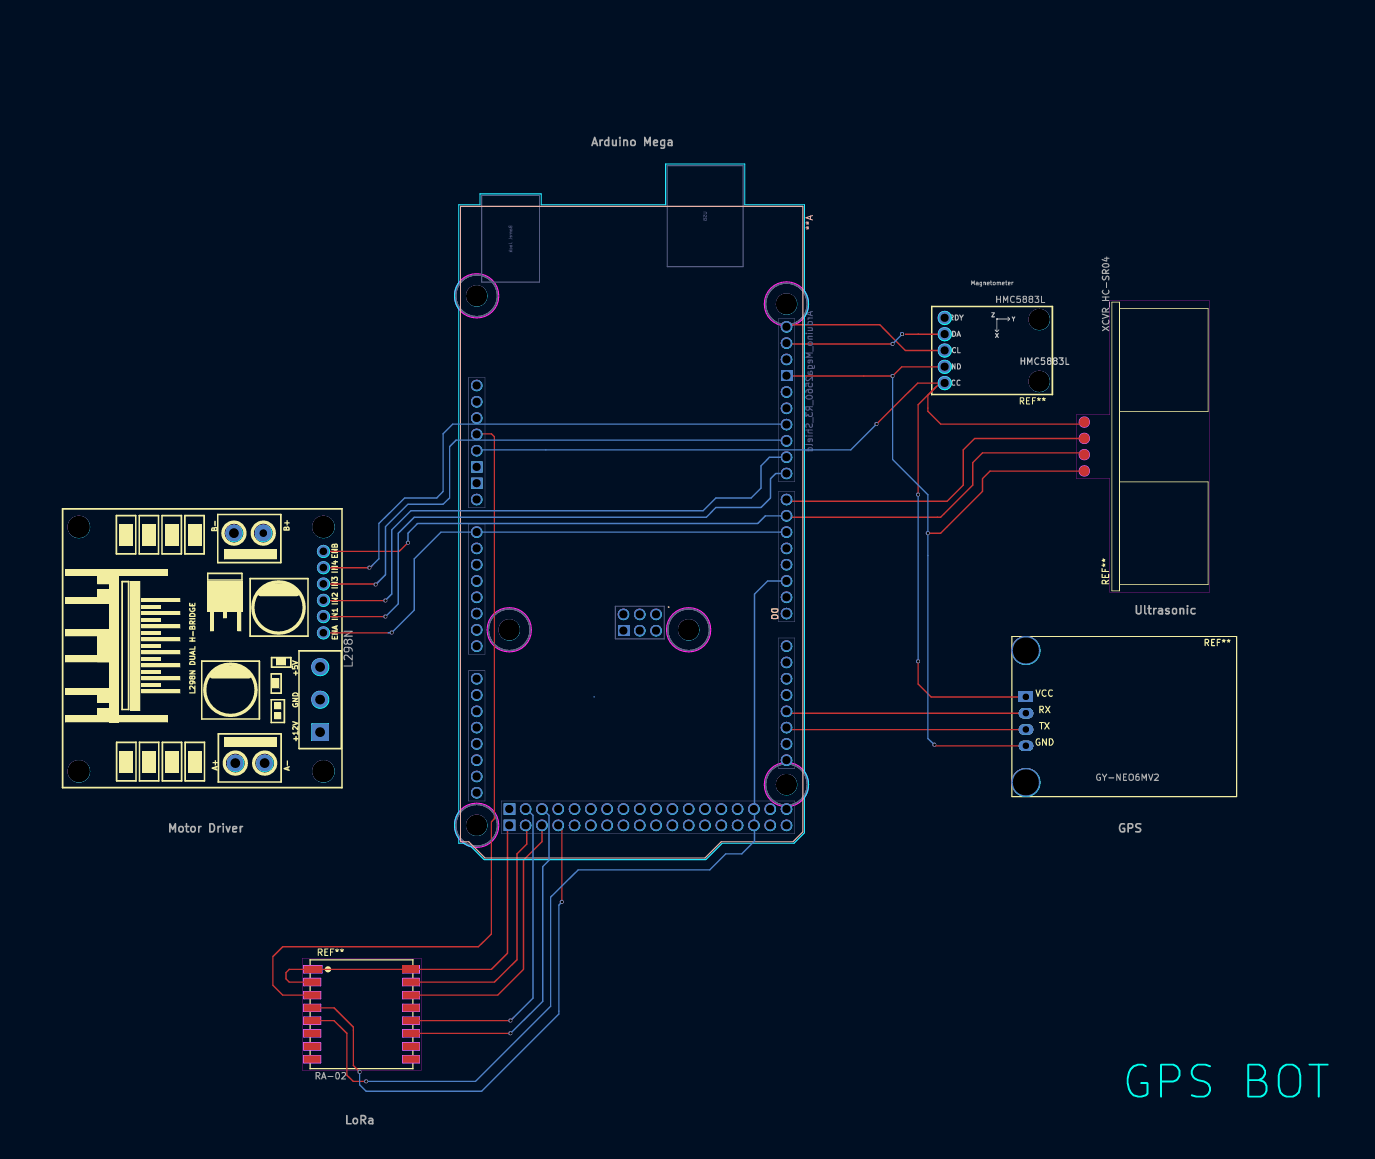 Arduino Mega
A**
Magnetometer
HMC5883L
Z
Y
X
RDY
DA
CL
ND
CC
HMC5883L
REF**
XCVR_HC-SR04
REF**
Ultrasonic
Arduino_Mega2560_R3_Shield
B-
B+
ENB
IN4
IN3
IN2
IN1
ENA
L298N DUAL H-BRIDGE
L298N
+5V
GND
+12V
A+
A-
Motor Driver
REF**
VCC
RX
TX
GND
GY-NEO6MV2
GPS
REF**
RA-02
LoRa
GPS BOT